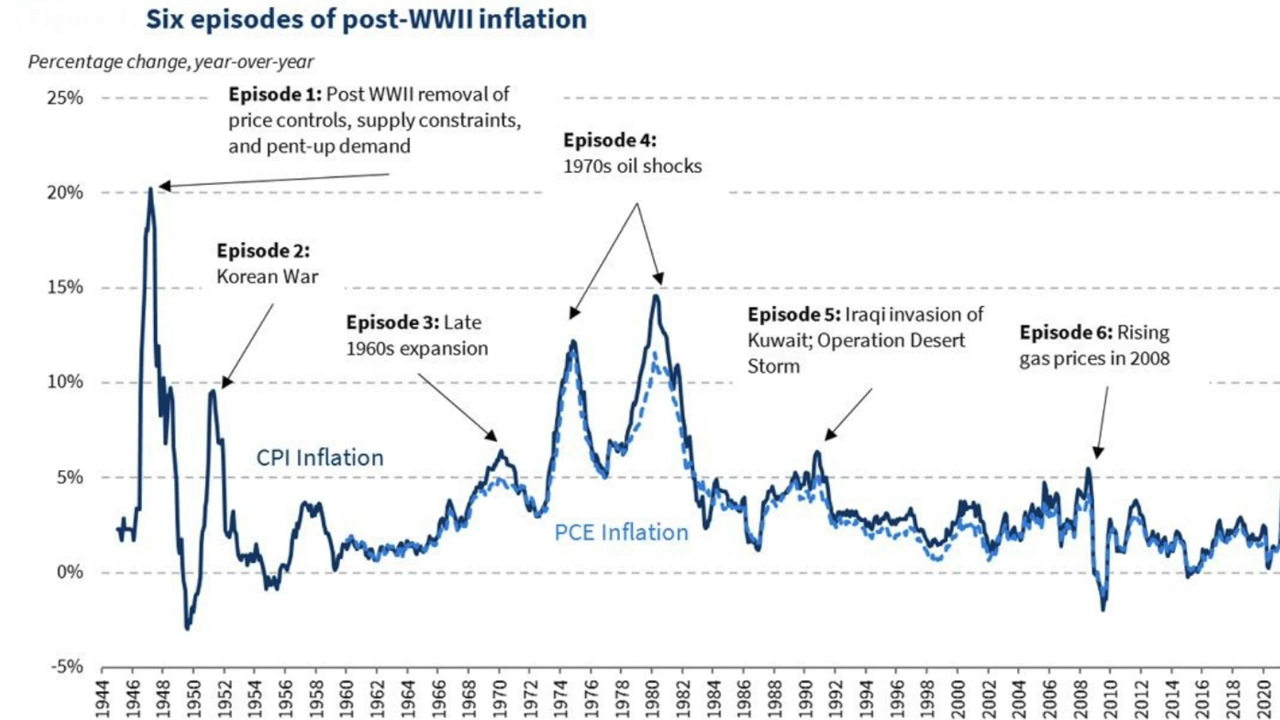 Six episodes of post-WWII inflation
Percentage change, year-over-year
25%
20%
15%
10%
5%
0%
-5%
Episode 1: Post WWII removal of
price controls, supply constraints,
and pent-up demand
Episode 2:
Korean War
Episode 3: Late
1960s expansion
Episode 4:
1970s oil shocks
Episode 5: Iraqi invasion of
Kuwait; Operation Desert
Storm
Episode 6: Rising
gas prices in 2008
CPI Inflation
PCE Inflation
1944 1946 1948 1950 1952 1954 1956 1958 1960 1962 1964 1966 1968 1970 1972 1974 1976 1978 1980 1982 1984 1986 1988 1990 1992 1994 1996 1998 2000 2002 2004 2006 2008 2010 2012 2014 2016 2018 2020